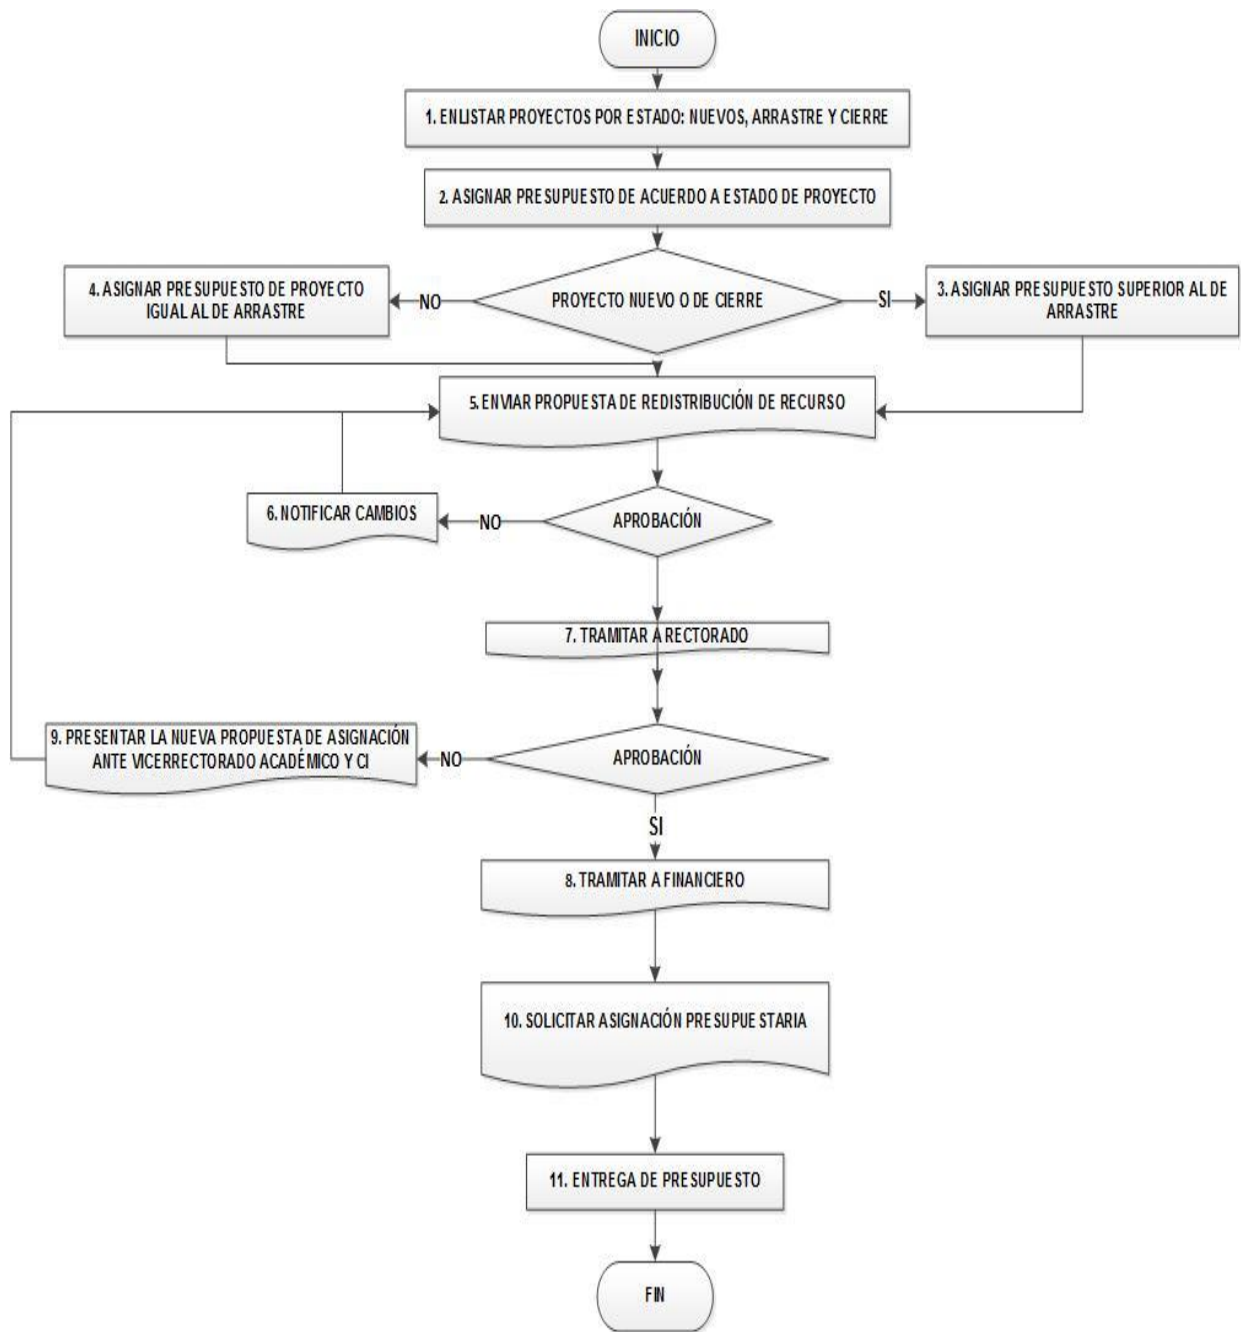 INICIO
1. ENLISTAR PROYECTOS POR ESTADO: NUEVOS, ARRASTRE Y CIERRE
2. ASIGNAR PRESUPUESTO DE ACUERDO A ESTADO DE PROYECTO
4. ASIGNAR PRESUPUESTO DE PROYECTO
IGUAL AL DE ARRASTRE
NO
PROYECTO NUEVO O DE CIERRE
SI
3. ASIGNAR PRESUPUESTO SUPERIOR AL DE
ARRASTRE
5. ENVIAR PROPUESTA DE REDISTRIBUCIÓN DE RECURSO
6. NOTIFICAR CAMBIOS
NO
APROBACIÓN
7. TRAMITAR A RECTORADO
9. PRESENTAR LA NUEVA PROPUESTA DE ASIGNACIÓN
ANTE VICERRECTORADO ACADÉMICO Y CI
NO
APROBACIÓN
SI
8. TRAMITAR A FINANCIERO
10. SOLICITAR ASIGNACIÓN PRESUPUESTARIA
11. ENTREGA DE PRESUPUESTO
FIN